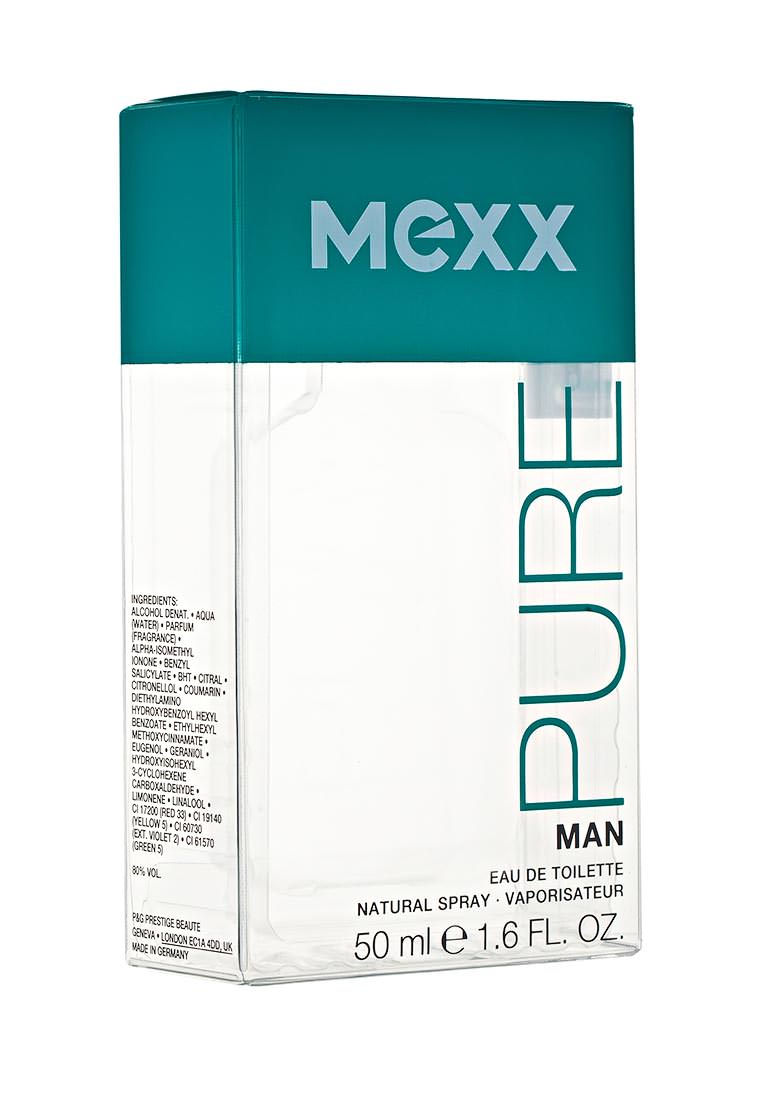 MEXX
PURE
MAN
EAU DE TOILETTE
NATURAL SPRAY · VAPORISATEUR
50 ml ℮ 1.6 FL. OZ.
INGREDIENTS:
ALCOHOL DENAT. • AQUA
(WATER) • PARFUM
(FRAGRANCE) •
ALPHA-ISOMETHYL
IONONE • BENZYL
SALICYLATE • BHT • CITRAL •
CITRONELLOL • COUMARIN •
DIETHYLAMINO
HYDROXYBENZOYL HEXYL
BENZOATE • ETHYLHEXYL
METHOXYCINNAMATE •
EUGENOL • GERANIOL •
HYDROXYISOHEXYL
3-CYCLOHEXENE
CARBOXALDEHYDE •
LIMONENE • LINALOOL •
CI 17200 (RED 33) • CI 19140
(YELLOW 5) • CI 60730
(EXT. VIOLET 2) • CI 61570
(GREEN 5)
80% VOL.
P&G PRESTIGE BEAUTE
GENEVA • LONDON EC1A 4DD, UK
MADE IN GERMANY